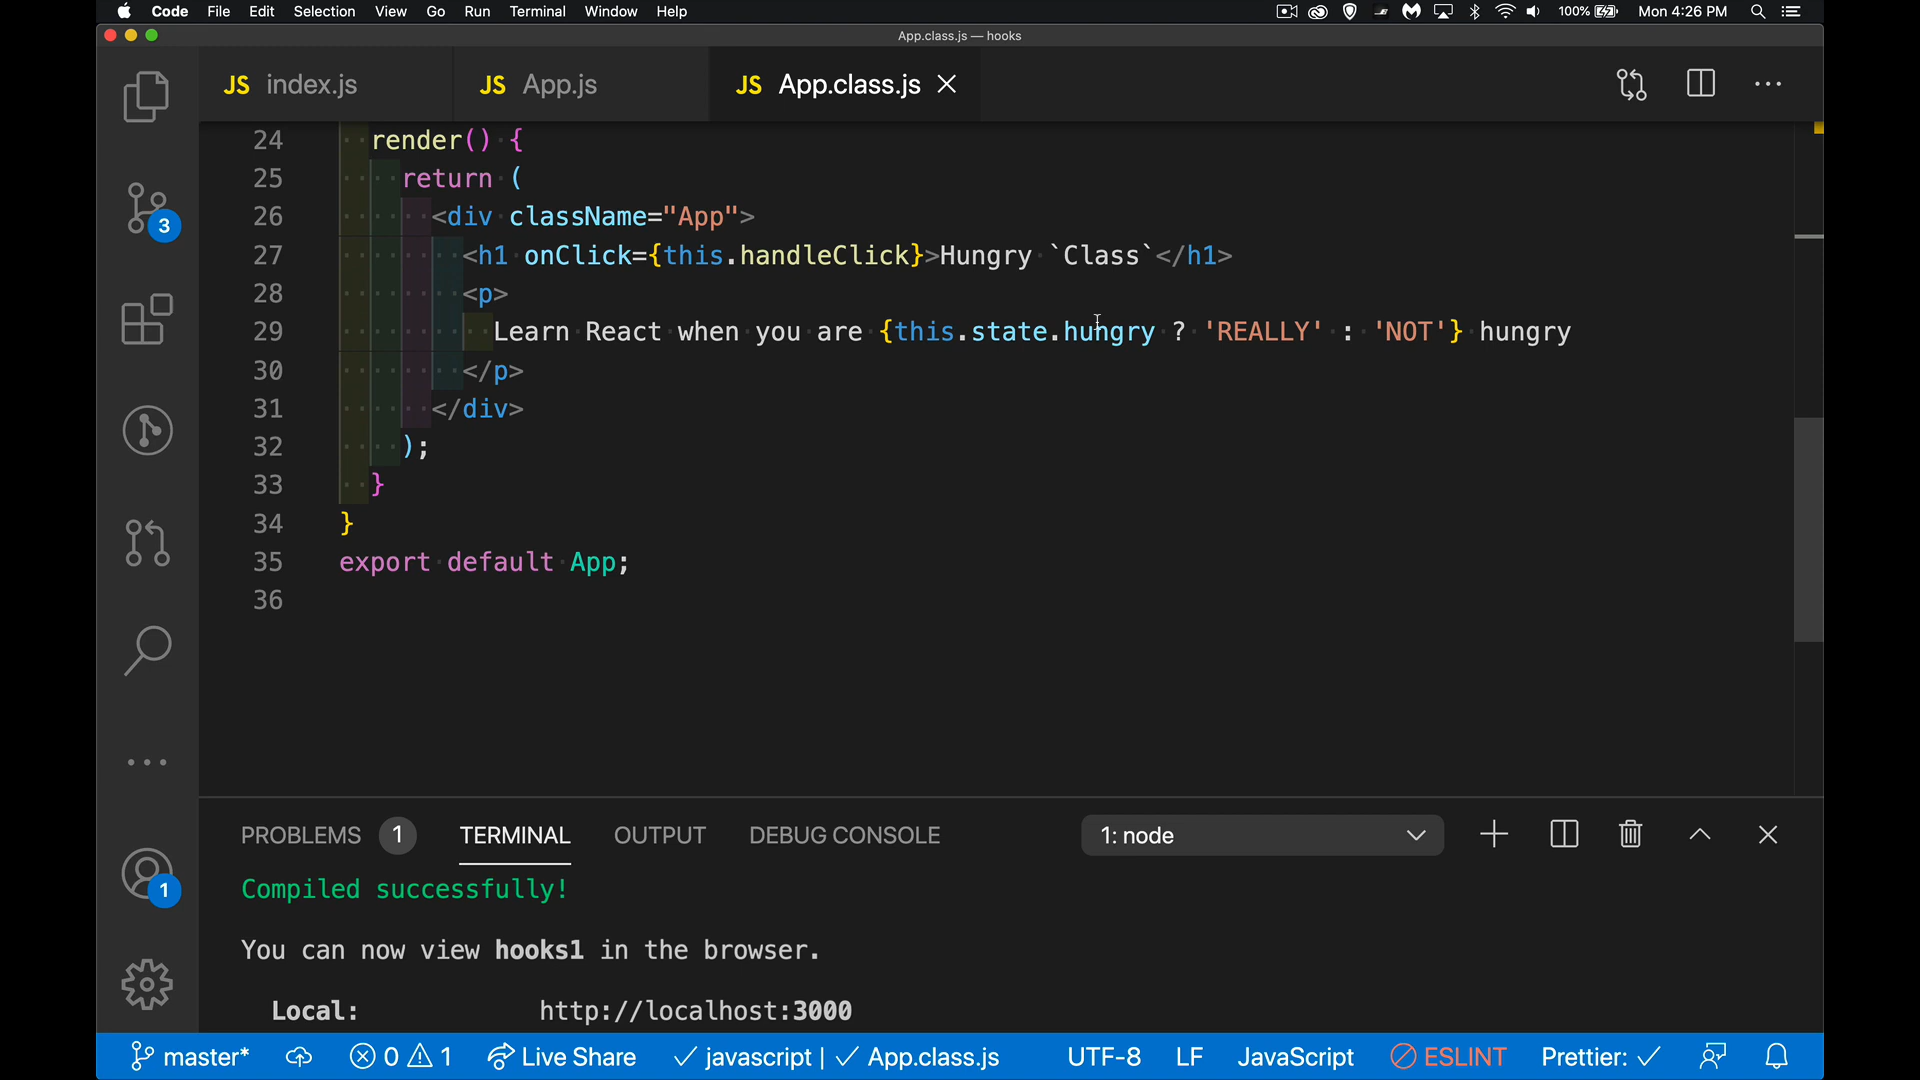 Code File Edit Selection View Go Run Terminal Window Help 100% Mon 4:26 PM
App.class.js — hooks
JS index.js JS App.js JS App.class.js
24 render() {
25 return (
26 <div className="App">
27 <h1 onClick={this.handleClick}>Hungry `Class`</h1>
28 <p>
29 Learn React when you are {this.state.hungry ? 'REALLY' : 'NOT'} hungry
30 </p>
31 </div>
32 );
33 }
34 }
35 export default App;
36
3
1
PROBLEMS 1 TERMINAL OUTPUT DEBUG CONSOLE 1: node
Compiled successfully!
You can now view hooks1 in the browser.
Local: http://localhost:3000
master* 0 1 Live Share ✓ javascript | ✓ App.class.js UTF-8 LF JavaScript ESLINT Prettier: ✓